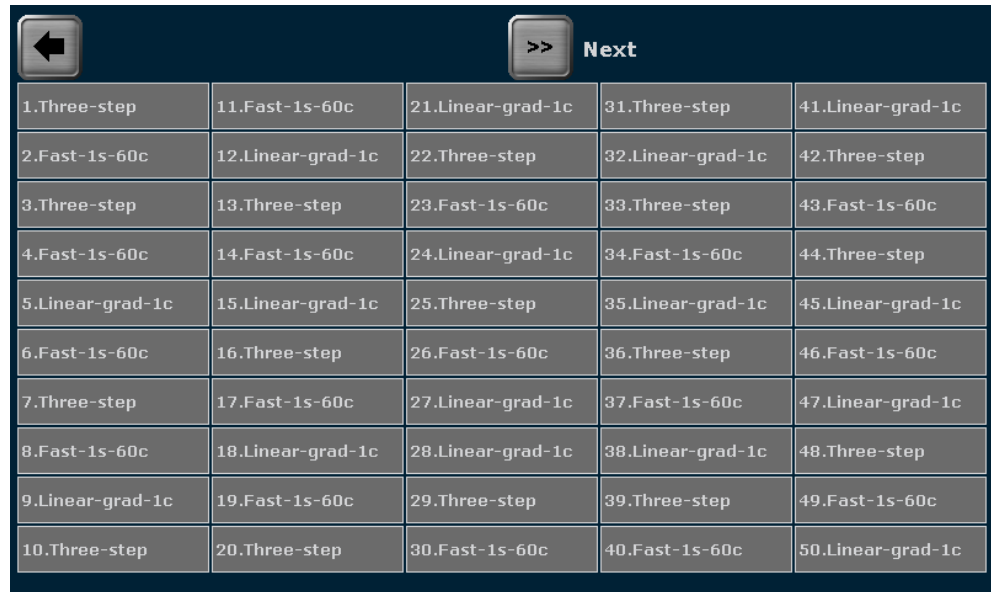 >> Next
1.Three-step
2.Fast-1s-60c
3.Three-step
4.Fast-1s-60c
5.Linear-grad-1c
6.Fast-1s-60c
7.Three-step
8.Fast-1s-60c
9.Linear-grad-1c
10.Three-step
11.Fast-1s-60c
12.Linear-grad-1c
13.Three-step
14.Fast-1s-60c
15.Linear-grad-1c
16.Three-step
17.Fast-1s-60c
18.Linear-grad-1c
19.Fast-1s-60c
20.Three-step
21.Linear-grad-1c
22.Three-step
23.Fast-1s-60c
24.Linear-grad-1c
25.Three-step
26.Fast-1s-60c
27.Linear-grad-1c
28.Linear-grad-1c
29.Three-step
30.Fast-1s-60c
31.Three-step
32.Linear-grad-1c
33.Three-step
34.Fast-1s-60c
35.Linear-grad-1c
36.Three-step
37.Fast-1s-60c
38.Linear-grad-1c
39.Three-step
40.Fast-1s-60c
41.Linear-grad-1c
42.Three-step
43.Fast-1s-60c
44.Three-step
45.Linear-grad-1c
46.Fast-1s-60c
47.Linear-grad-1c
48.Three-step
49.Fast-1s-60c
50.Linear-grad-1c